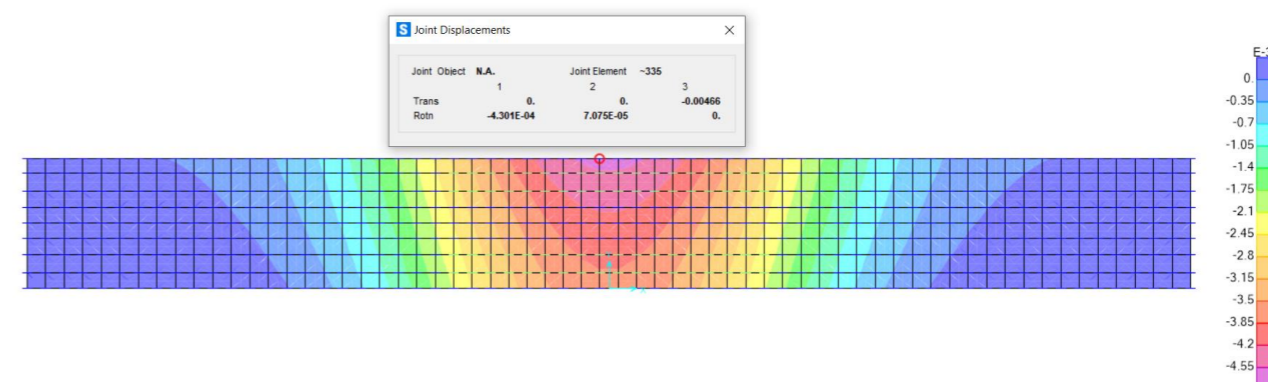 S Joint Displacements
Joint Object N.A. Joint Element ~335
1 2 3
Trans 0. 0. -0.00466
Rotn -4.301E-04 7.075E-05 0.
0.
-0.35
-0.7
-1.05
-1.4
-1.75
-2.1
-2.45
-2.8
-3.15
-3.5
-3.85
-4.2
-4.55